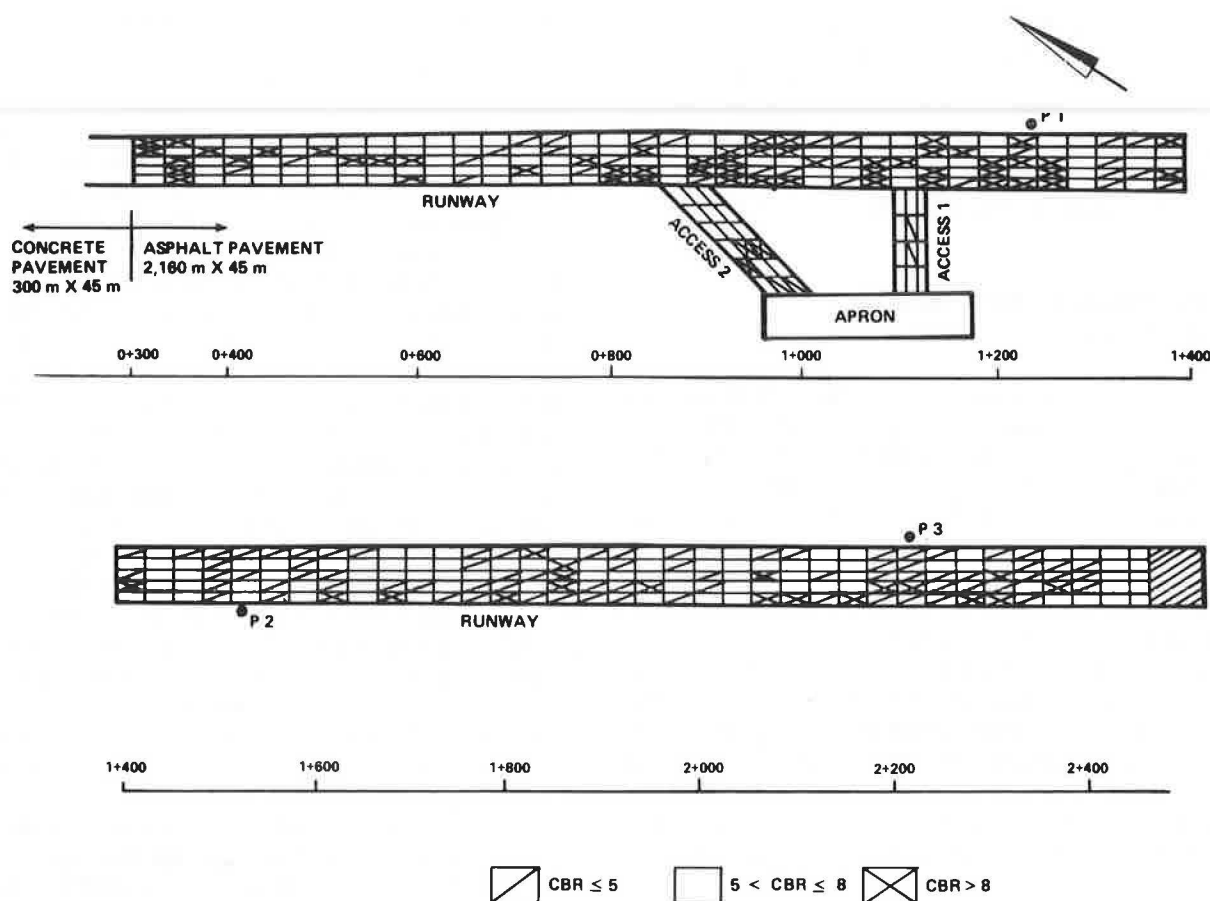 P 1
RUNWAY
CONCRETE
PAVEMENT
300 m X 45 m
ASPHALT PAVEMENT
2,160 m X 45 m
ACCESS 2
ACCESS 1
APRON
0+300 0+400 0+600 0+800 1+000 1+200 1+400
P 3
P 2
RUNWAY
1+400 1+600 1+800 2+000 2+200 2+400
CBR ≤ 5 5 < CBR ≤ 8 CBR > 8